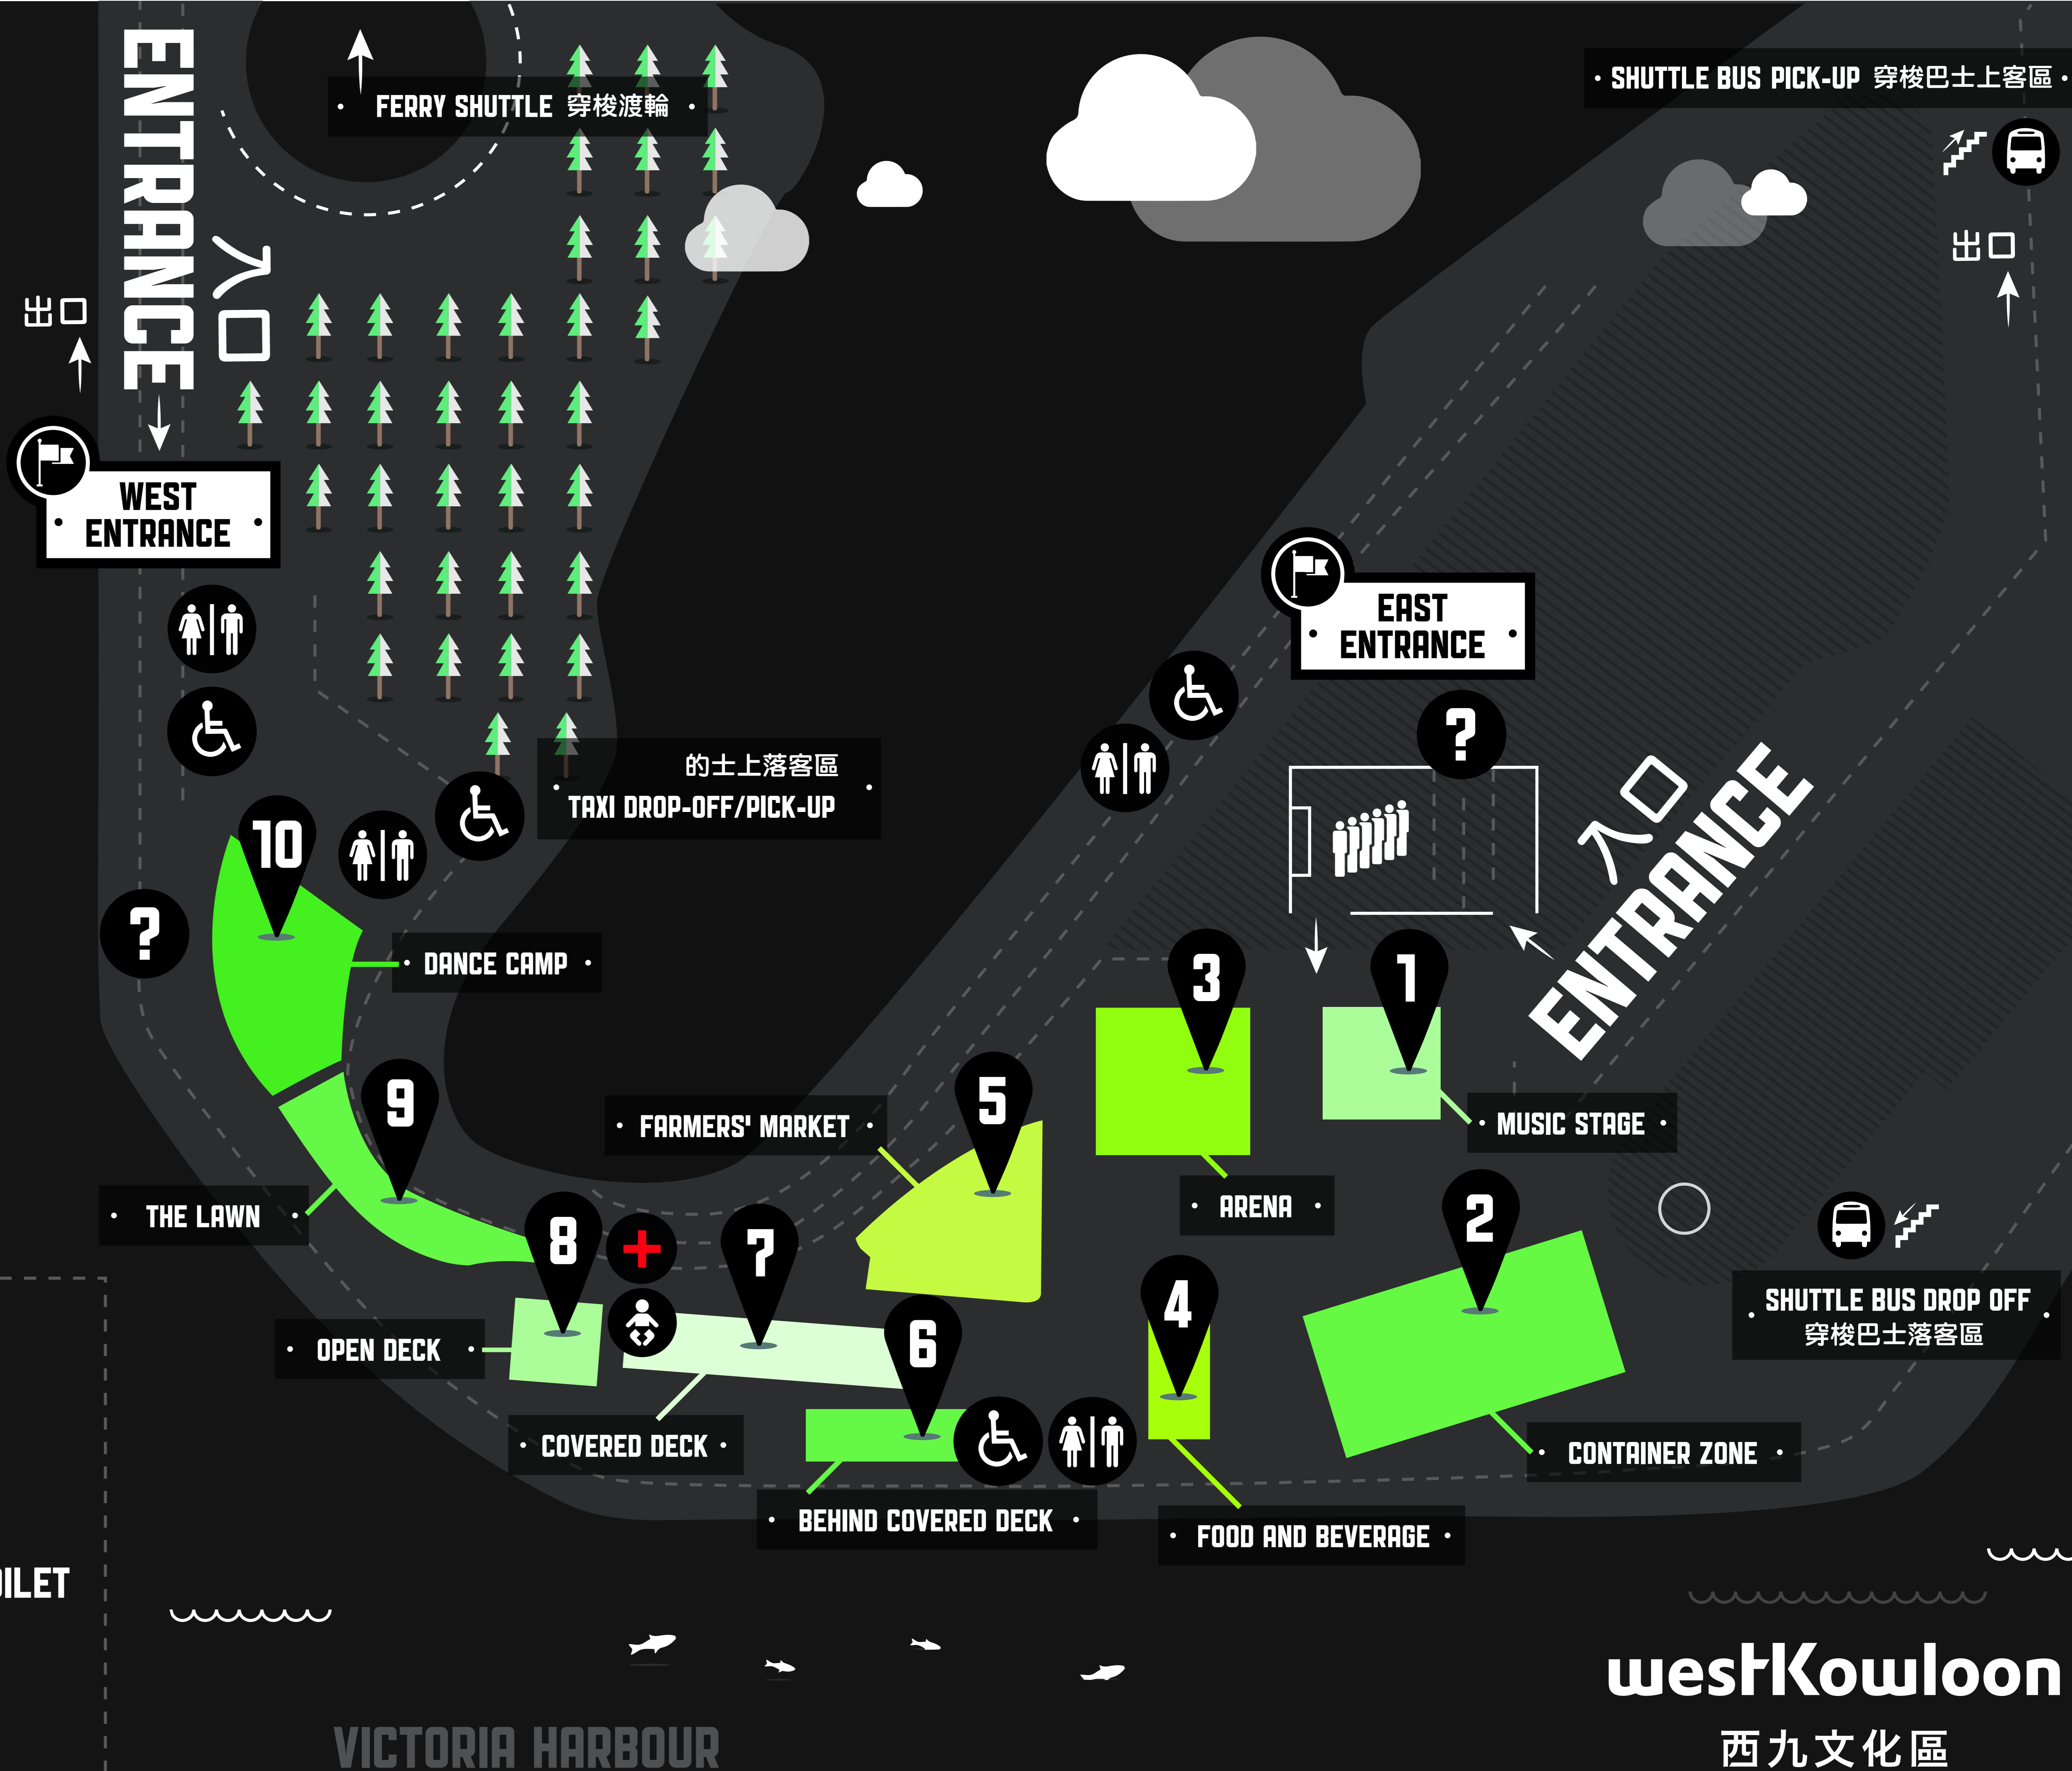 ENTRANCE
入口
FERRY SHUTTLE 穿梭渡輪
SHUTTLE BUS PICK-UP 穿梭巴士上客區
出口
出口
WEST
ENTRANCE
EAST
ENTRANCE
?
的士上落客區
TAXI DROP-OFF/PICK-UP
入口
ENTRANCE
10
?
DANCE CAMP
3
1
9
5
FARMERS' MARKET
MUSIC STAGE
THE LAWN
ARENA
2
8
7
4
6
SHUTTLE BUS DROP OFF
穿梭巴士落客區
OPEN DECK
COVERED DECK
CONTAINER ZONE
BEHIND COVERED DECK
FOOD AND BEVERAGE
OILET
westKowloon
西九文化區
VICTORIA HARBOUR